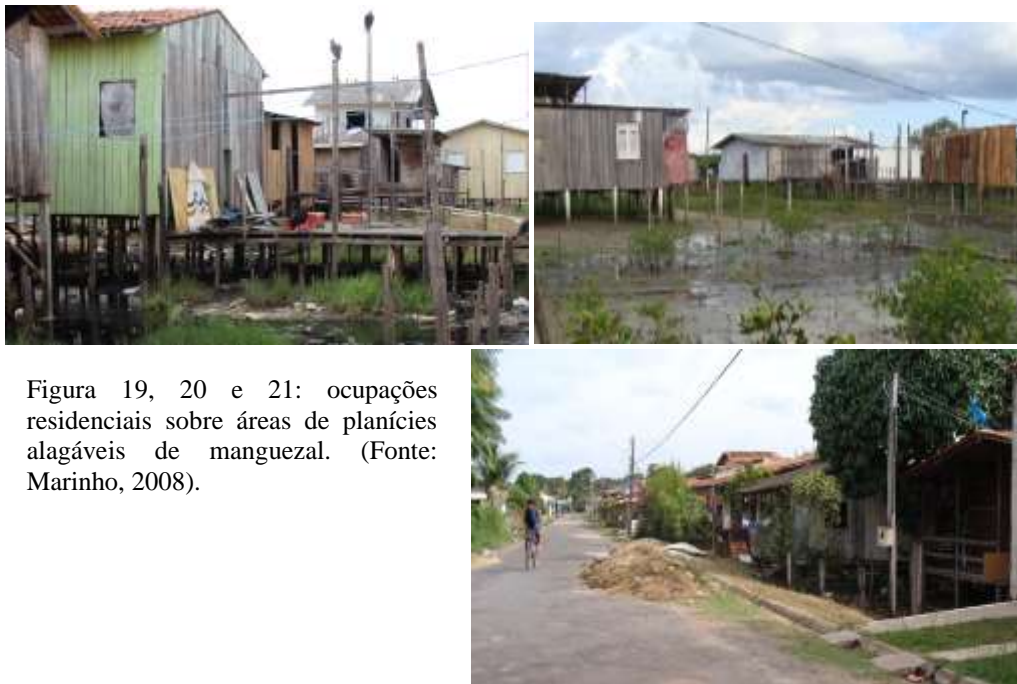 Figura 19, 20 e 21: ocupações
residenciais sobre áreas de planícies
alagáveis de manguezal. (Fonte:
Marinho, 2008).